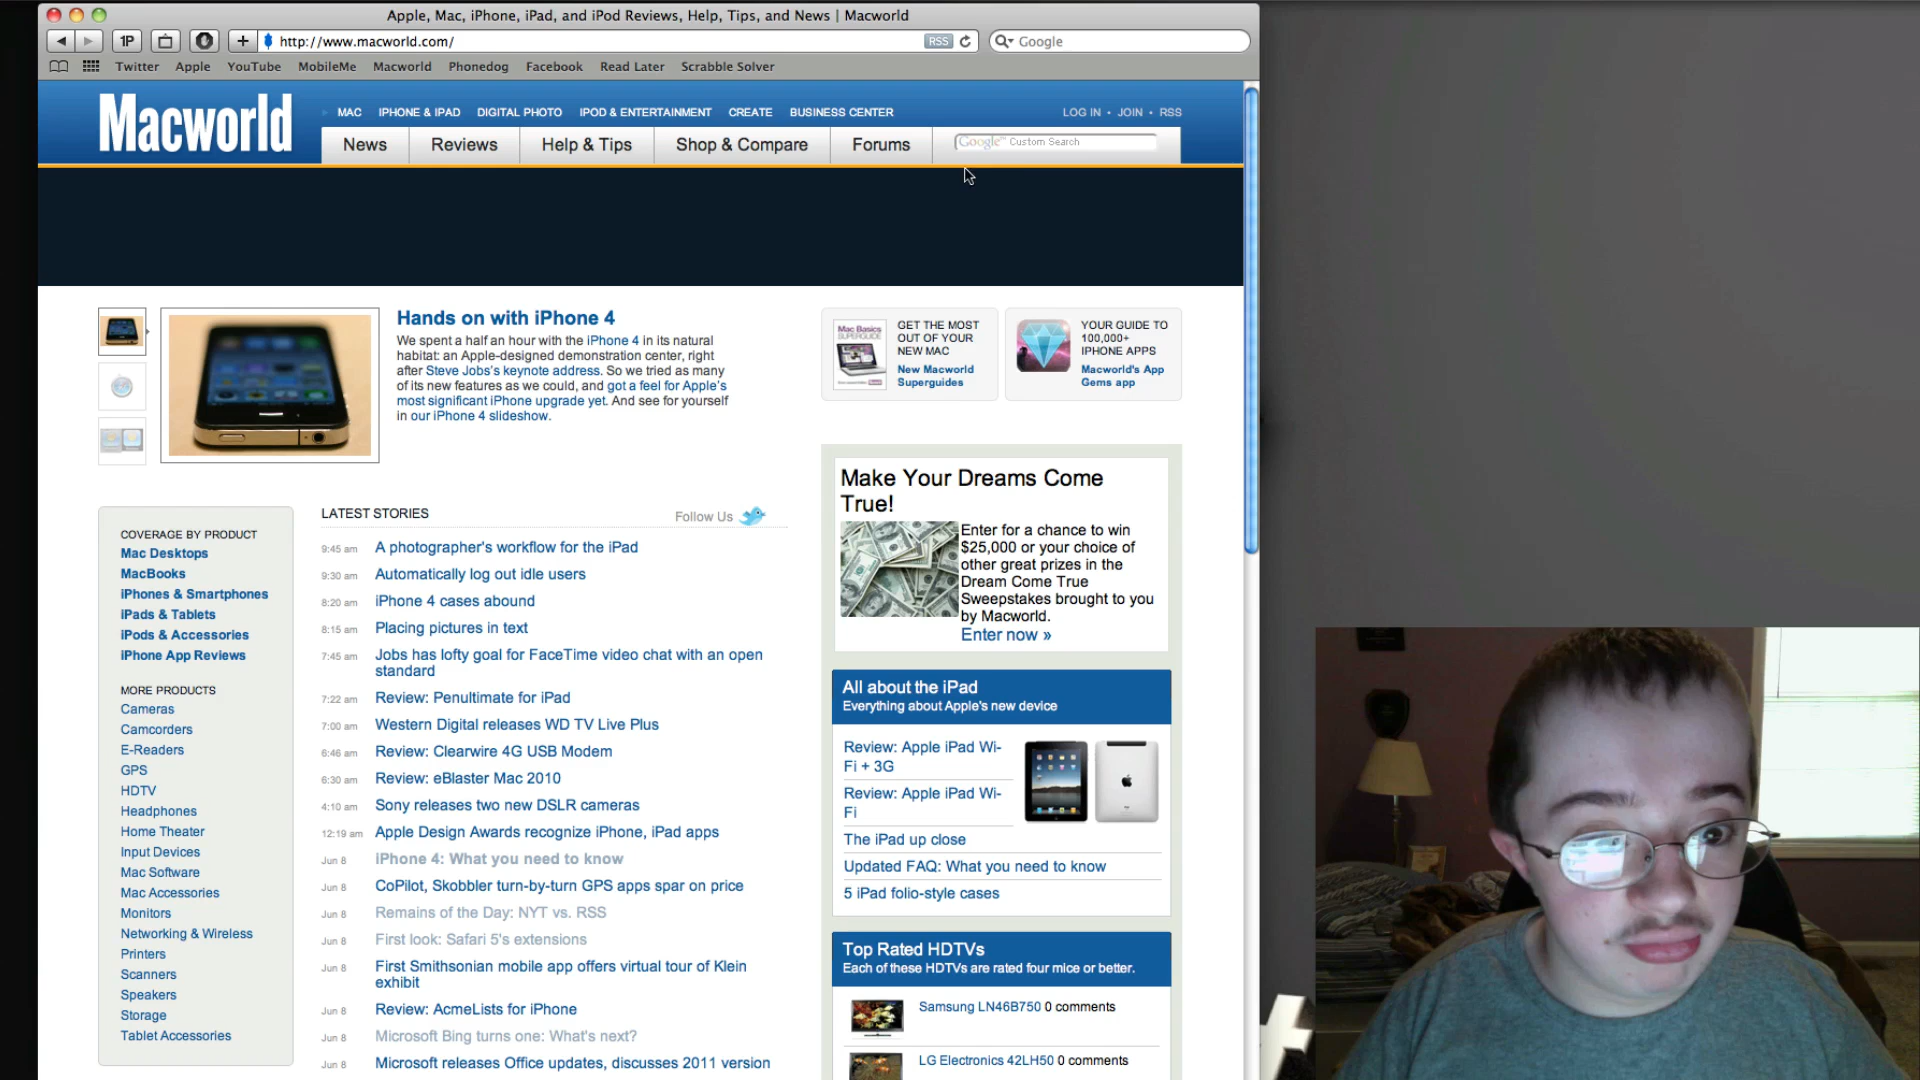 Apple, Mac, iPhone, iPad, and iPod Reviews, Help, Tips, and News | Macworld
1P
http://www.macworld.com/
RSS
Google
Twitter Apple YouTube MobileMe Macworld Phonedog Facebook Read Later Scrabble Solver
Macworld
MAC IPHONE & IPAD DIGITAL PHOTO IPOD & ENTERTAINMENT CREATE BUSINESS CENTER
LOG IN • JOIN • RSS
News Reviews Help & Tips Shop & Compare Forums
Google™ Custom Search
Hands on with iPhone 4
We spent a half an hour with the iPhone 4 in its natural
habitat: an Apple-designed demonstration center, right
after Steve Jobs's keynote address. So we tried as many
of its new features as we could, and got a feel for Apple's
most significant iPhone upgrade yet. And see for yourself
in our iPhone 4 slideshow.
Mac Basics
SUPERGUIDE
GET THE MOST
OUT OF YOUR
NEW MAC
New Macworld
Superguides
YOUR GUIDE TO
100,000+
IPHONE APPS
Macworld's App
Gems app
COVERAGE BY PRODUCT
Mac Desktops
MacBooks
iPhones & Smartphones
iPads & Tablets
iPods & Accessories
iPhone App Reviews
MORE PRODUCTS
Cameras
Camcorders
E-Readers
GPS
HDTV
Headphones
Home Theater
Input Devices
Mac Software
Mac Accessories
Monitors
Networking & Wireless
Printers
Scanners
Speakers
Storage
Tablet Accessories
LATEST STORIES
Follow Us
9:45 am A photographer's workflow for the iPad
9:30 am Automatically log out idle users
8:20 am iPhone 4 cases abound
8:15 am Placing pictures in text
7:45 am Jobs has lofty goal for FaceTime video chat with an open
standard
7:22 am Review: Penultimate for iPad
7:00 am Western Digital releases WD TV Live Plus
6:46 am Review: Clearwire 4G USB Modem
6:30 am Review: eBlaster Mac 2010
4:10 am Sony releases two new DSLR cameras
12:19 am Apple Design Awards recognize iPhone, iPad apps
Jun 8 iPhone 4: What you need to know
Jun 8 CoPilot, Skobbler turn-by-turn GPS apps spar on price
Jun 8 Remains of the Day: NYT vs. RSS
Jun 8 First look: Safari 5's extensions
Jun 8 First Smithsonian mobile app offers virtual tour of Klein
exhibit
Jun 8 Review: AcmeLists for iPhone
Jun 8 Microsoft Bing turns one: What's next?
Jun 8 Microsoft releases Office updates, discusses 2011 version
Make Your Dreams Come
True!
Enter for a chance to win
$25,000 or your choice of
other great prizes in the
Dream Come True
Sweepstakes brought to you
by Macworld.
Enter now »
All about the iPad
Everything about Apple's new device
Review: Apple iPad Wi-
Fi + 3G
Review: Apple iPad Wi-
Fi
The iPad up close
Updated FAQ: What you need to know
5 iPad folio-style cases
Top Rated HDTVs
Each of these HDTVs are rated four mice or better.
Samsung LN46B750 0 comments
LG Electronics 42LH50 0 comments